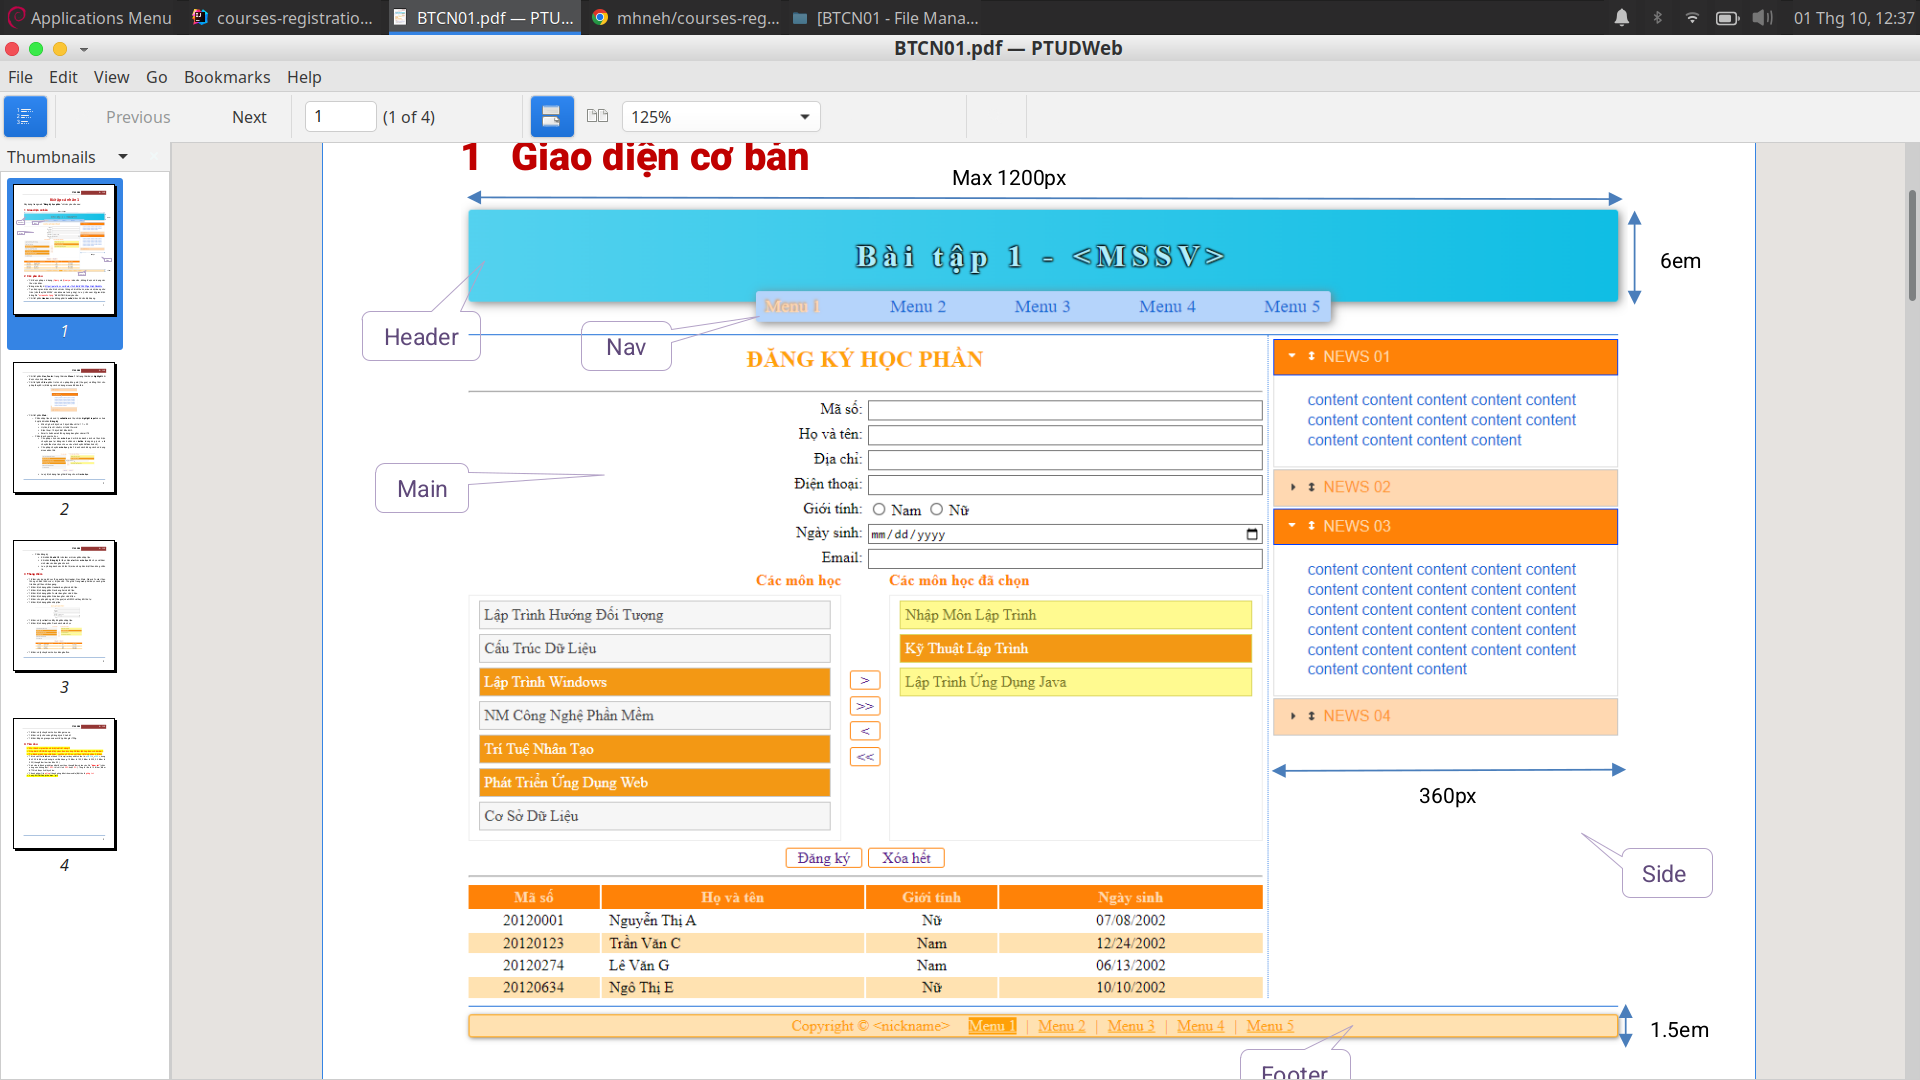 Applications Menu
courses-registratio...
BTCN01.pdf — PTU...
mhneh/courses-reg...
[BTCN01 - File Mana...
01 Thg 10, 12:37
BTCN01.pdf — PTUDWeb
File Edit View Go Bookmarks Help
Previous Next 1 (1 of 4) 125%
Thumbnails
1
2
3
4
1 Giao diện cơ bản
Max 1200px
Bài tập 1 - <MSSV>
6em
Menu 1 Menu 2 Menu 3 Menu 4 Menu 5
Header
Nav
Main
ĐĂNG KÝ HỌC PHẦN
Mã số:
Họ và tên:
Địa chỉ:
Điện thoại:
Giới tính: Nam Nữ
Ngày sinh: mm/dd/yyyy
Email:
Các môn học
Lập Trình Hướng Đối Tượng
Cấu Trúc Dữ Liệu
Lập Trình Windows
NM Công Nghệ Phần Mềm
Trí Tuệ Nhân Tạo
Phát Triển Ứng Dụng Web
Cơ Sở Dữ Liệu
>
>>
<
<<
Các môn học đã chọn
Nhập Môn Lập Trình
Kỹ Thuật Lập Trình
Lập Trình Ứng Dụng Java
Đăng ký Xóa hết
Mã số Họ và tên Giới tính Ngày sinh
20120001 Nguyễn Thị A Nữ 07/08/2002
20120123 Trần Văn C Nam 12/24/2002
20120274 Lê Văn G Nam 06/13/2002
20120634 Ngô Thị E Nữ 10/10/2002
NEWS 01
content content content content content
content content content content content
content content content content
NEWS 02
NEWS 03
content content content content content
content content content content content
content content content content content
content content content content content
content content content content content
content content content
NEWS 04
360px
Side
Copyright © <nickname> Menu 1 | Menu 2 | Menu 3 | Menu 4 | Menu 5
1.5em
Footer